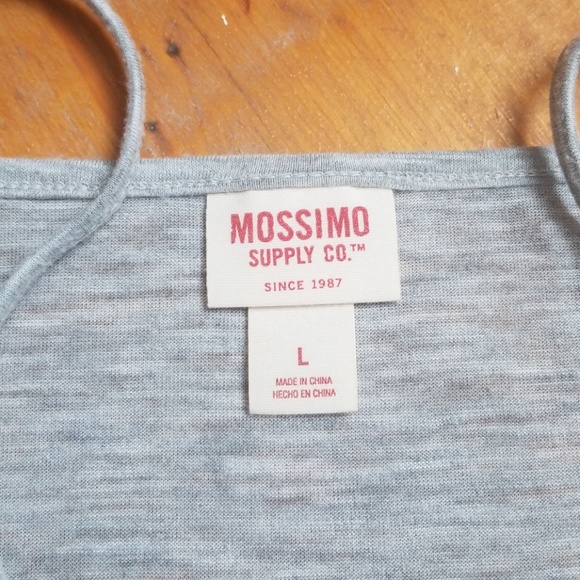 MOSSIMO
SUPPLY CO.™
SINCE 1987
L
MADE IN CHINA
HECHO EN CHINA